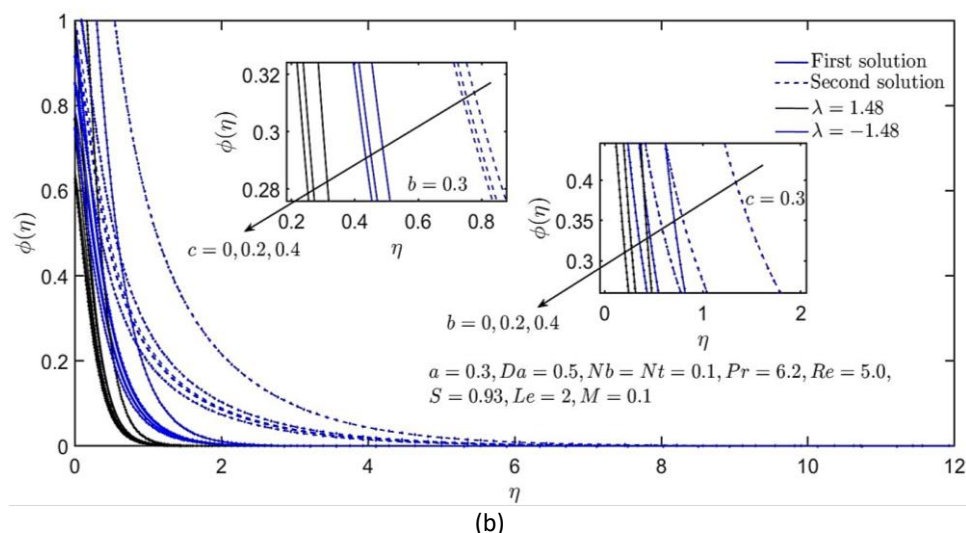 1
0.8
0.6
0.4
0.2
0
ϕ(η)
0 2 4 6 8 10 12
η
0.32
0.3
0.28
ϕ(η)
0.2 0.4 0.6 0.8
η
b = 0.3
c = 0, 0.2, 0.4
First solution
Second solution
λ = 1.48
λ = −1.48
0.4
0.35
0.3
ϕ(η)
0 1 2
η
c = 0.3
b = 0, 0.2, 0.4
a = 0.3, Da = 0.5, Nb = Nt = 0.1, Pr = 6.2, Re = 5.0,
S = 0.93, Le = 2, M = 0.1
(b)